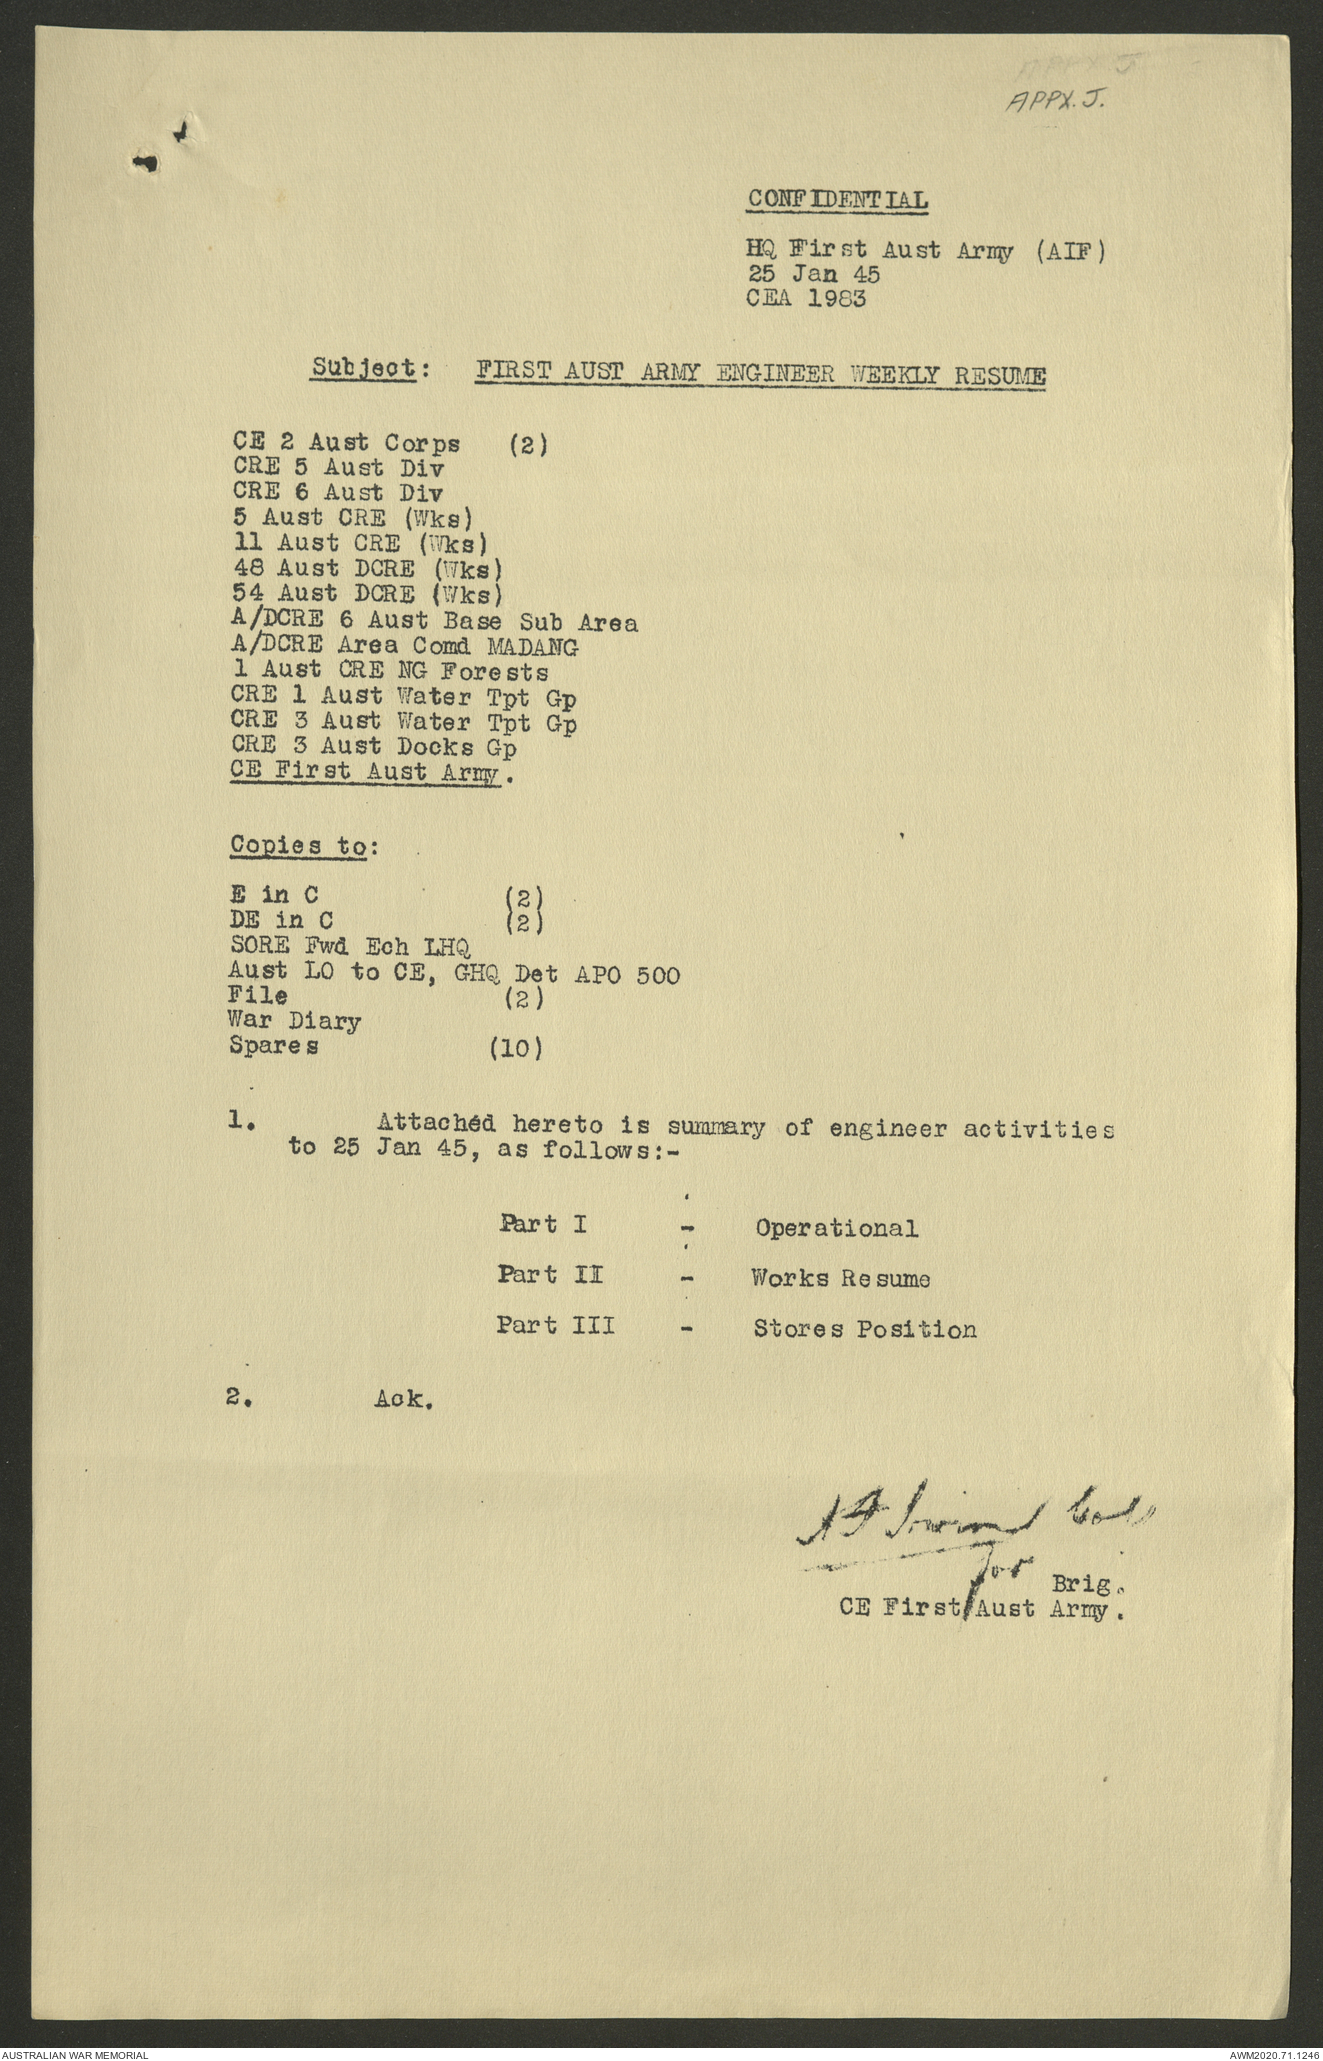 APPX. J
APPX. J.
CONFIDENTIAL
HQ First Aust Army (AIF)
25 Jan 45
CEA 1983
Subject: FIRST AUST ARMY ENGINEER WEEKLY RESUME
CE 2 Aust Corps (2)
CRE 5 Aust Div
CRE 6 Aust Div
5 Aust CRE (Wks)
11 Aust CRE (Wks)
48 Aust DCRE (Wks)
54 Aust DCRE (Wks)
A/DCRE 6 Aust Base Sub Area
A/DCRE Area Comd MADANG
1 Aust CRE NG Forests
CRE 1 Aust Water Tpt Gp
CRE 3 Aust Water Tpt Gp
CRE 3 Aust Docks Gp
CE First Aust Army.
Copies to:
E in C (2)
DE in C (2)
SORE Fwd Ech LHQ
Aust LO to CE, GHQ Det APO 500
File (2)
War Diary
Spares (10)
1. Attached hereto is summary of engineer activities
to 25 Jan 45, as follows:-
Part I - Operational
Part II - Works Resume
Part III - Stores Position
2. Ack.
for Brig.
CE First Aust Army.
AUSTRALIAN WAR MEMORIAL
AWM2020.71.1246